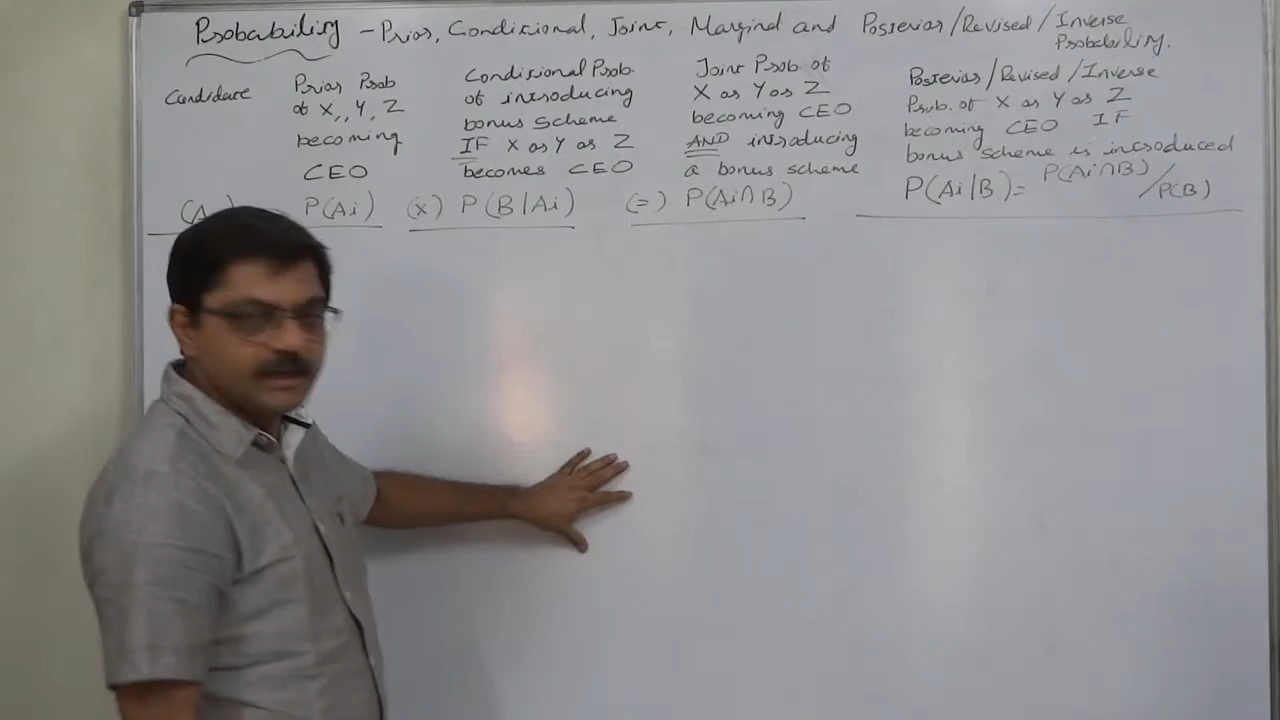 Probability - Prior, Conditional, Joint, Marginal and Posterior/Revised/Inverse
Probability.
Candidate
Prior Prob
of X,, Y, Z
becoming
CEO
P(Ai)
Conditional Prob.
of introducing
bonus scheme
IF X or Y or Z
becomes CEO
(x) P(B|Ai)
Joint Prob. of
X or Y or Z
becoming CEO
AND introducing
a bonus scheme
(=) P(Ai∩B)
Posterior/Revised/Inverse
Prob. of X or Y or Z
becoming CEO IF
bonus scheme is introduced
P(Ai|B)= P(Ai∩B)/P(B)